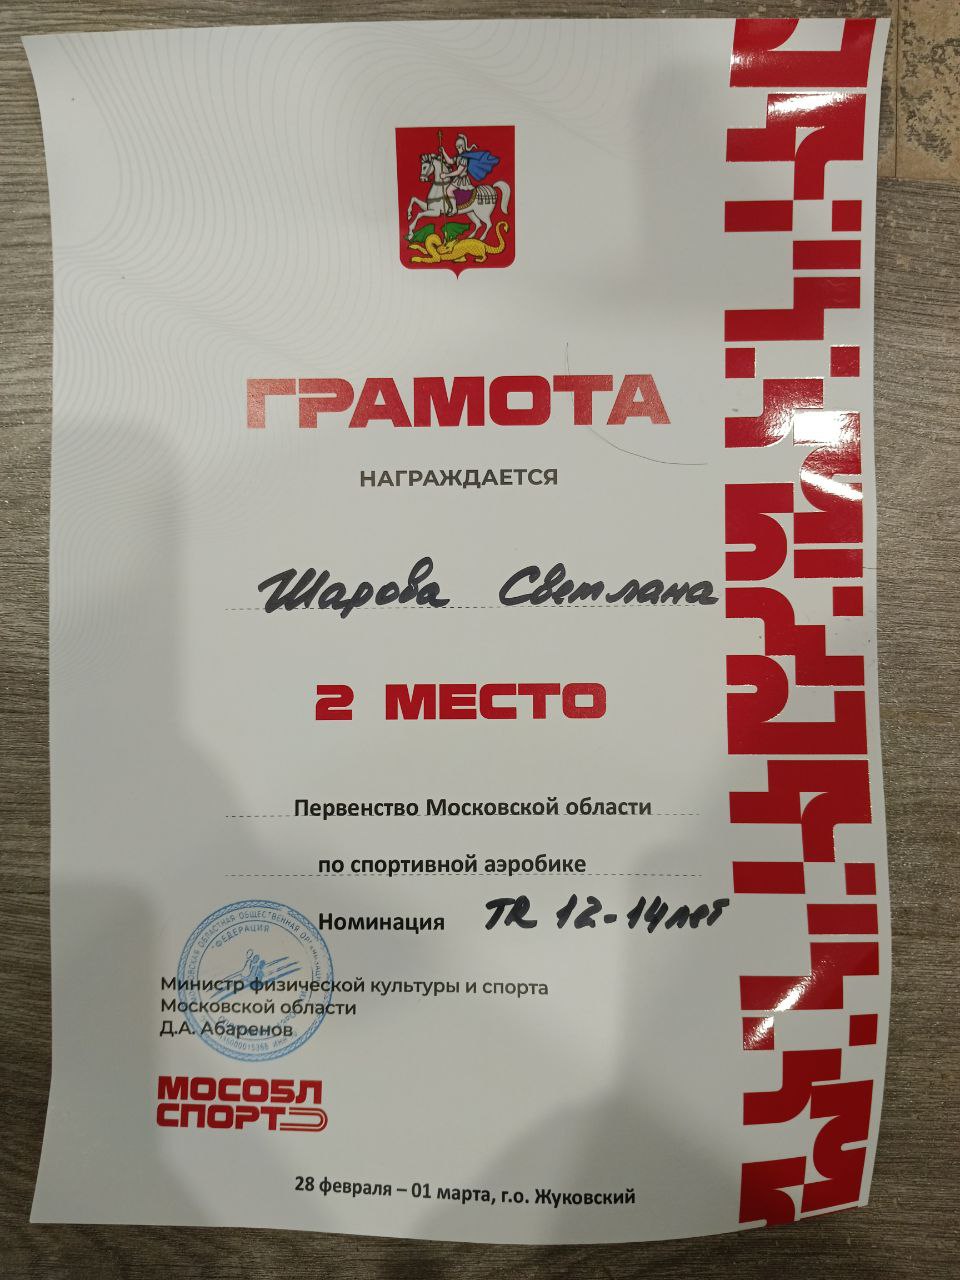 ГРАМОТА
НАГРАЖДАЕТСЯ
Шарова Светлана
2 МЕСТО
Первенство Московской области
по спортивной аэробике
Номинация TR 12-14 лет
Министр физической культуры и спорта
Московской области
Д.А. Абаренов
МОСОБЛ
СПОРТ
28 февраля – 01 марта, г.о. Жуковский